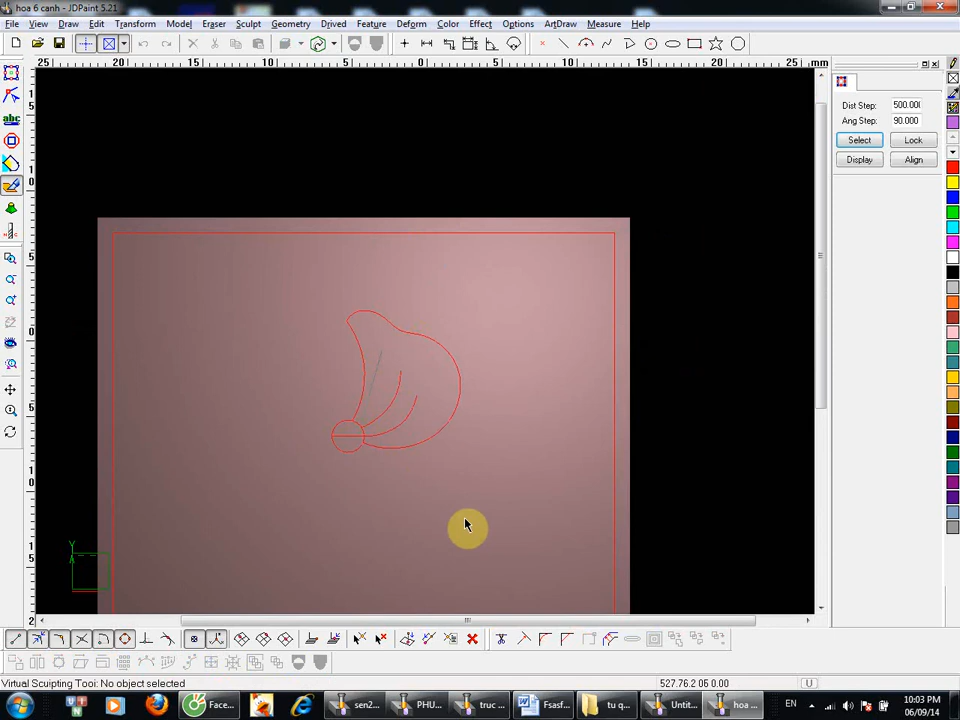 hoa 6 canh - JDPaint 5.21
File View Draw Edit Transform Model Eraser Sculpt Geometry Drived Feature Deform Color Effect Options ArtDraw Measure Help
25 20 15 10 5 0 5 10 15 20 25 mm
Dist Step: 500.000
Ang Step: 90.000
Select Lock
Display Align
Y
Virtual Sculpting Tool: No object selected
527.76.2 06 0.00
U
Face...
sen2...
PHU...
truc ...
Fsasf...
tu q...
Untit...
hoa ...
EN
10:03 PM
06/09/14